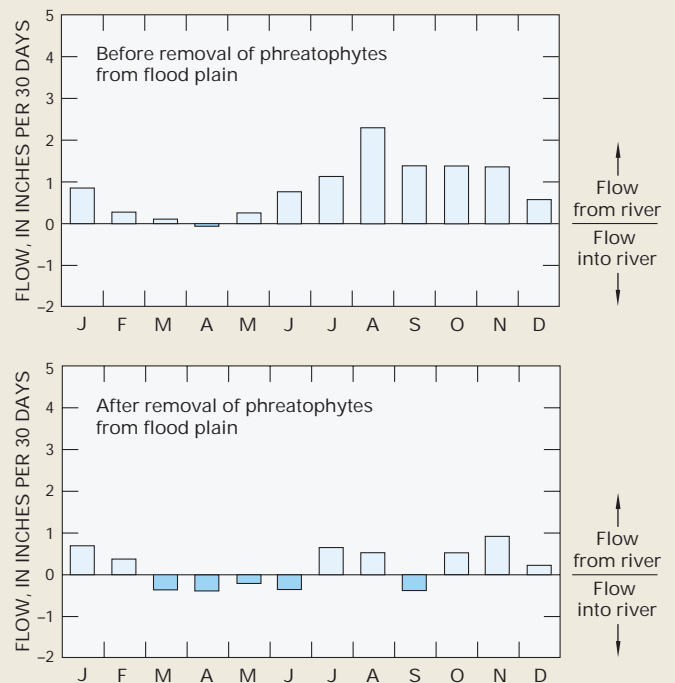 FLOW, IN INCHES PER 30 DAYS
5
4
3
2
1
0
–1
–2
Before removal of phreatophytes
from flood plain
J F M A M J J A S O N D
Flow
from river
Flow
into river
FLOW, IN INCHES PER 30 DAYS
5
4
3
2
1
0
–1
–2
After removal of phreatophytes
from flood plain
J F M A M J J A S O N D
Flow
from river
Flow
into river